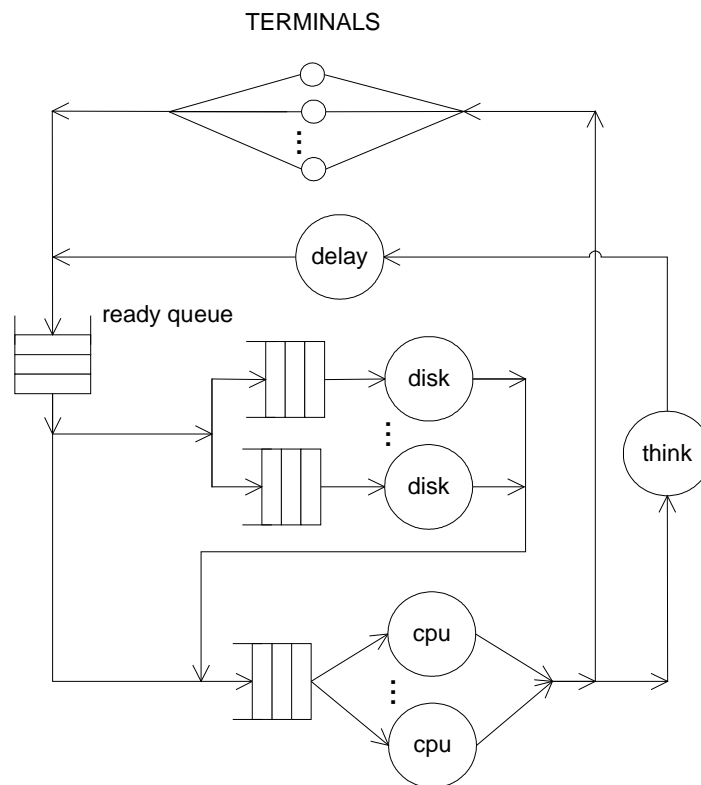 TERMINALS
delay
ready queue
disk
disk
think
cpu
cpu